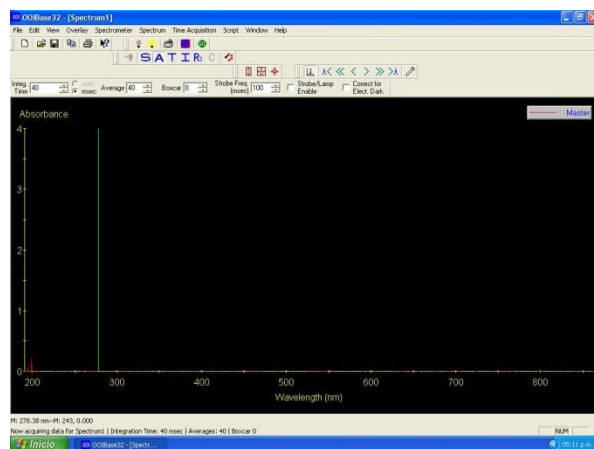 OOIBase32 - [Spectrum1]
File Edit View Overlay Spectrometer Spectrum Time Acquisition Script Window Help
S A T I R
Integ. Time 40 usec msec Average 40 Boxcar 0 Strobe Freq. (msec) 100 Strobe/Lamp Enable Correct for Elect. Dark
Absorbance
Master
4
3
2
1
0
200 300 400 500 600 700 800
Wavelength (nm)
M: 278.38 nm--M: 243, 0.000
Now acquiring data for Spectrum1 | Integration Time: 40 msec | Averages: 40 | Boxcar 0
NUM
Inicio OOIBase32 - [Spectr... 05:11 p.m.